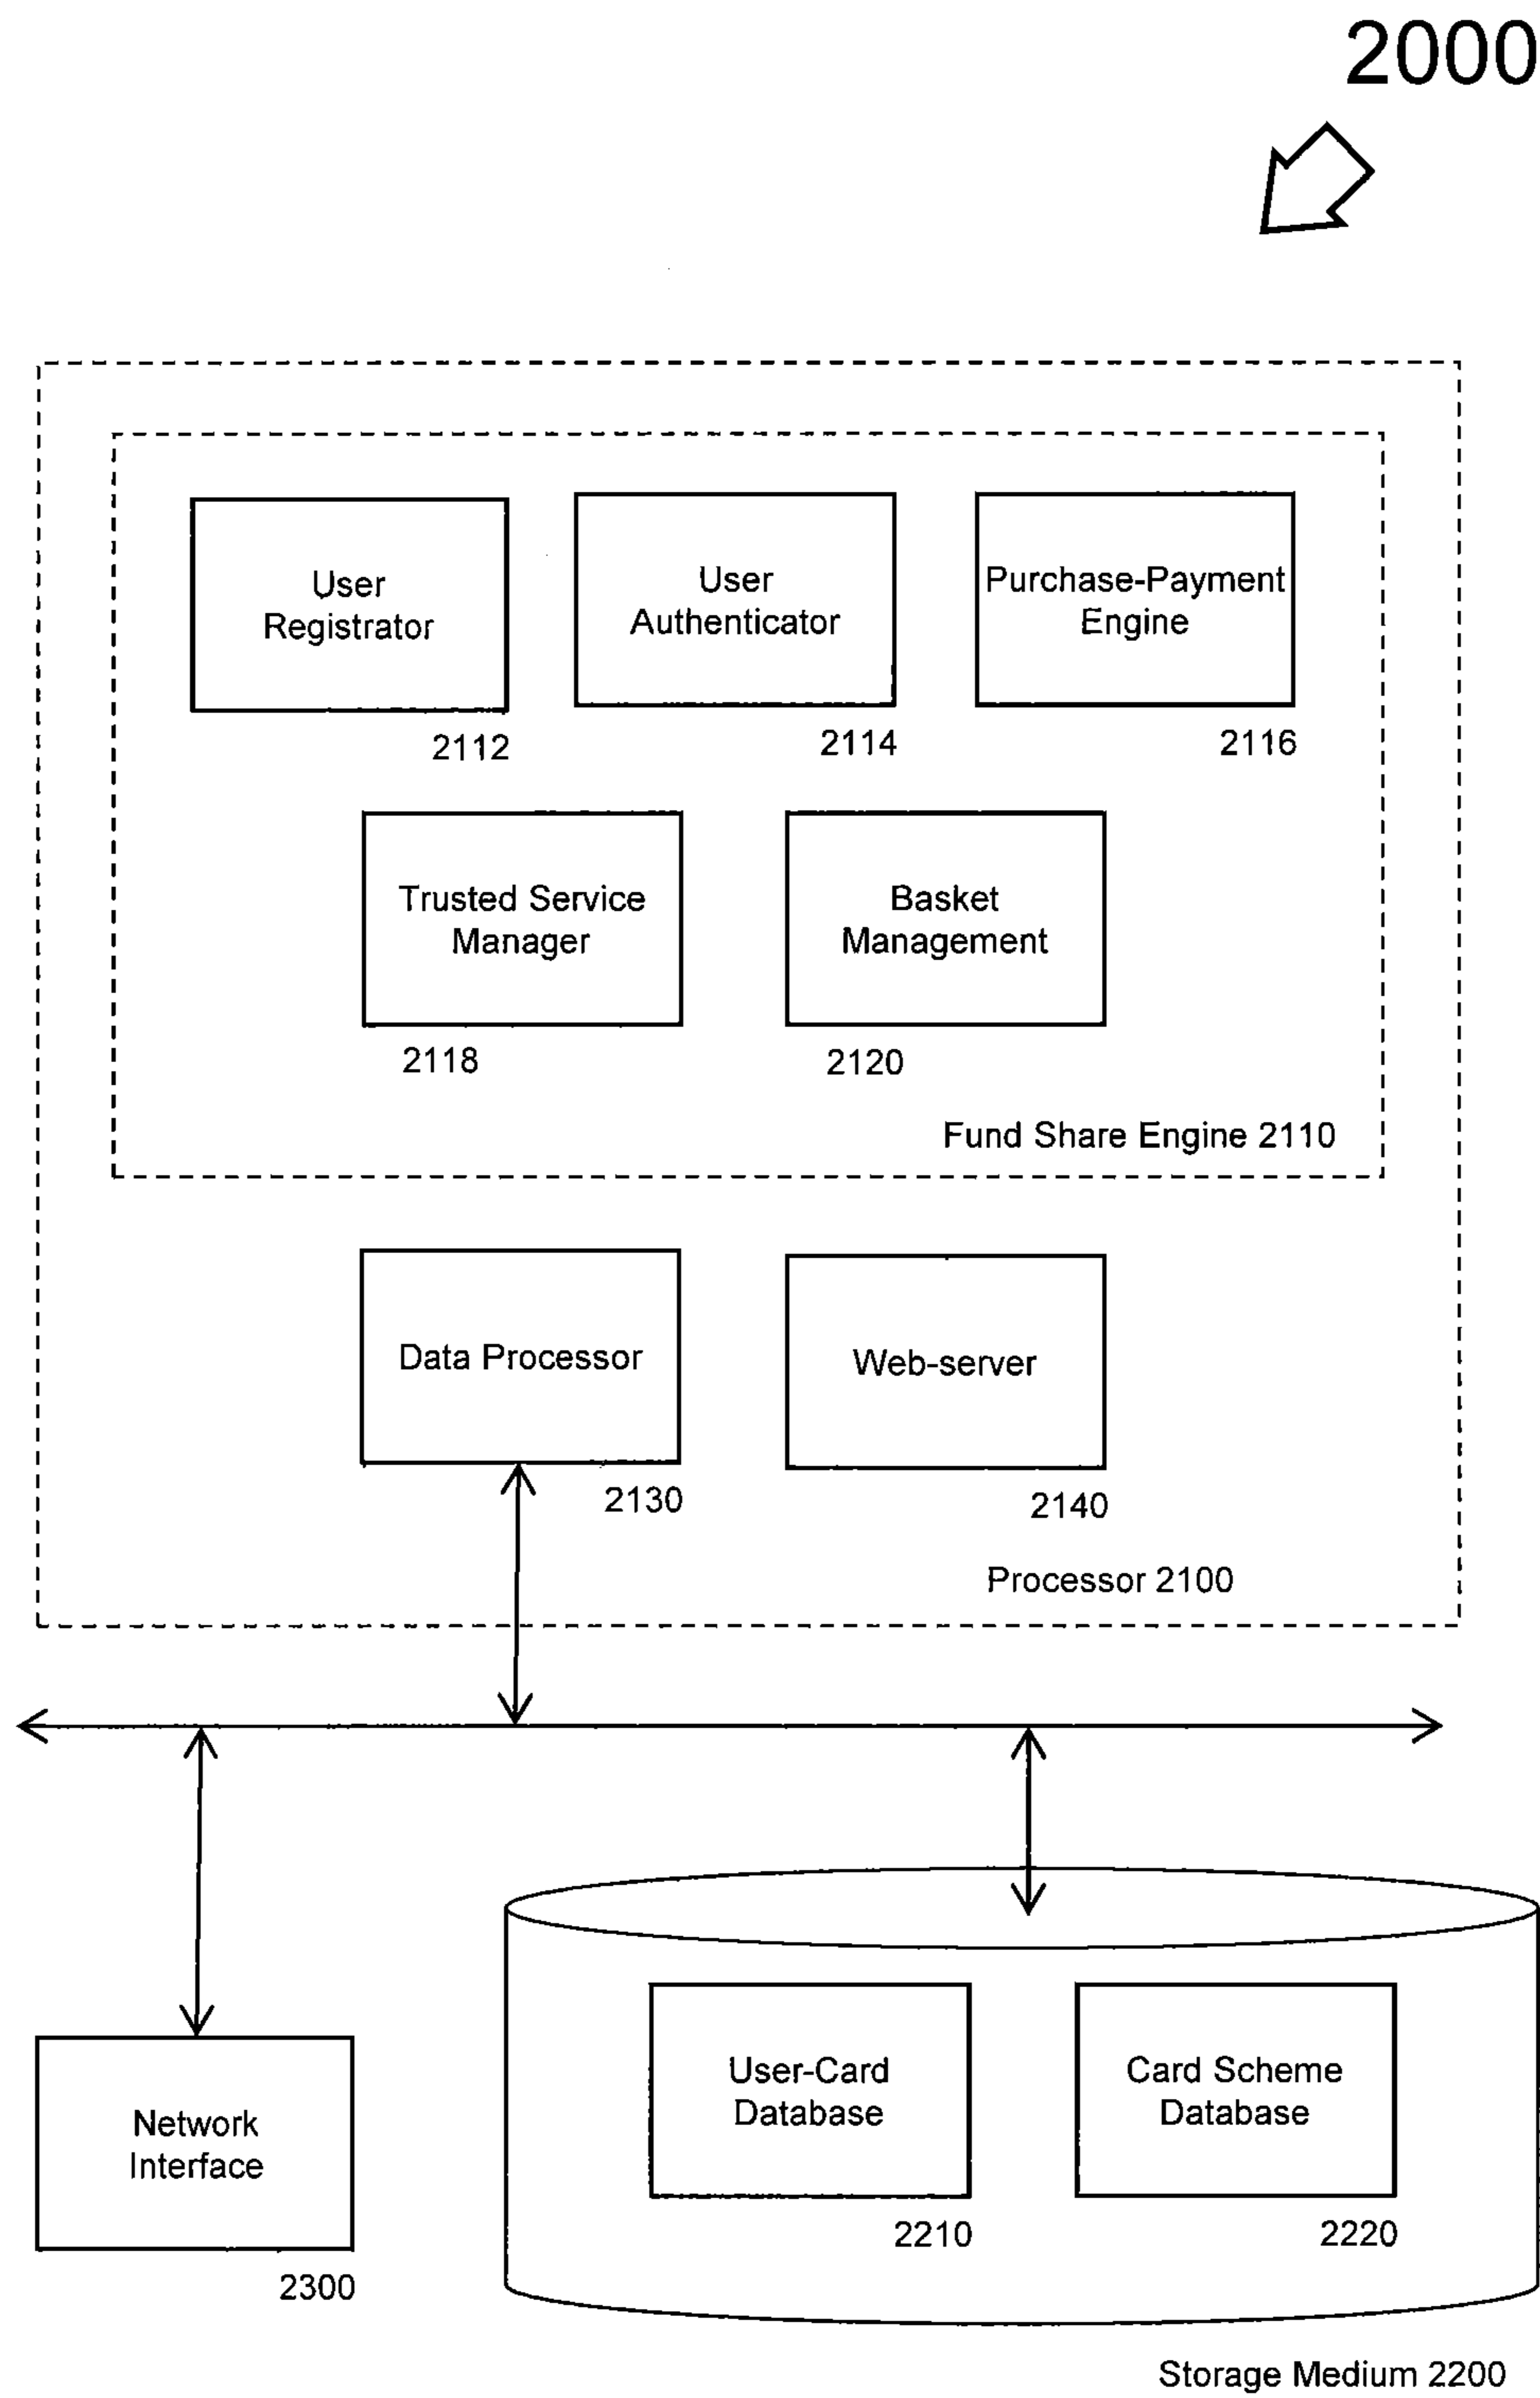 2000
User
Registrator
2112
User
Authenticator
2114
Purchase-Payment
Engine
2116
Trusted Service
Manager
2118
Basket
Management
2120
Fund Share Engine 2110
Data Processor
2130
Web-server
2140
Processor 2100
Network
Interface
2300
User-Card
Database
2210
Card Scheme
Database
2220
Storage Medium 2200